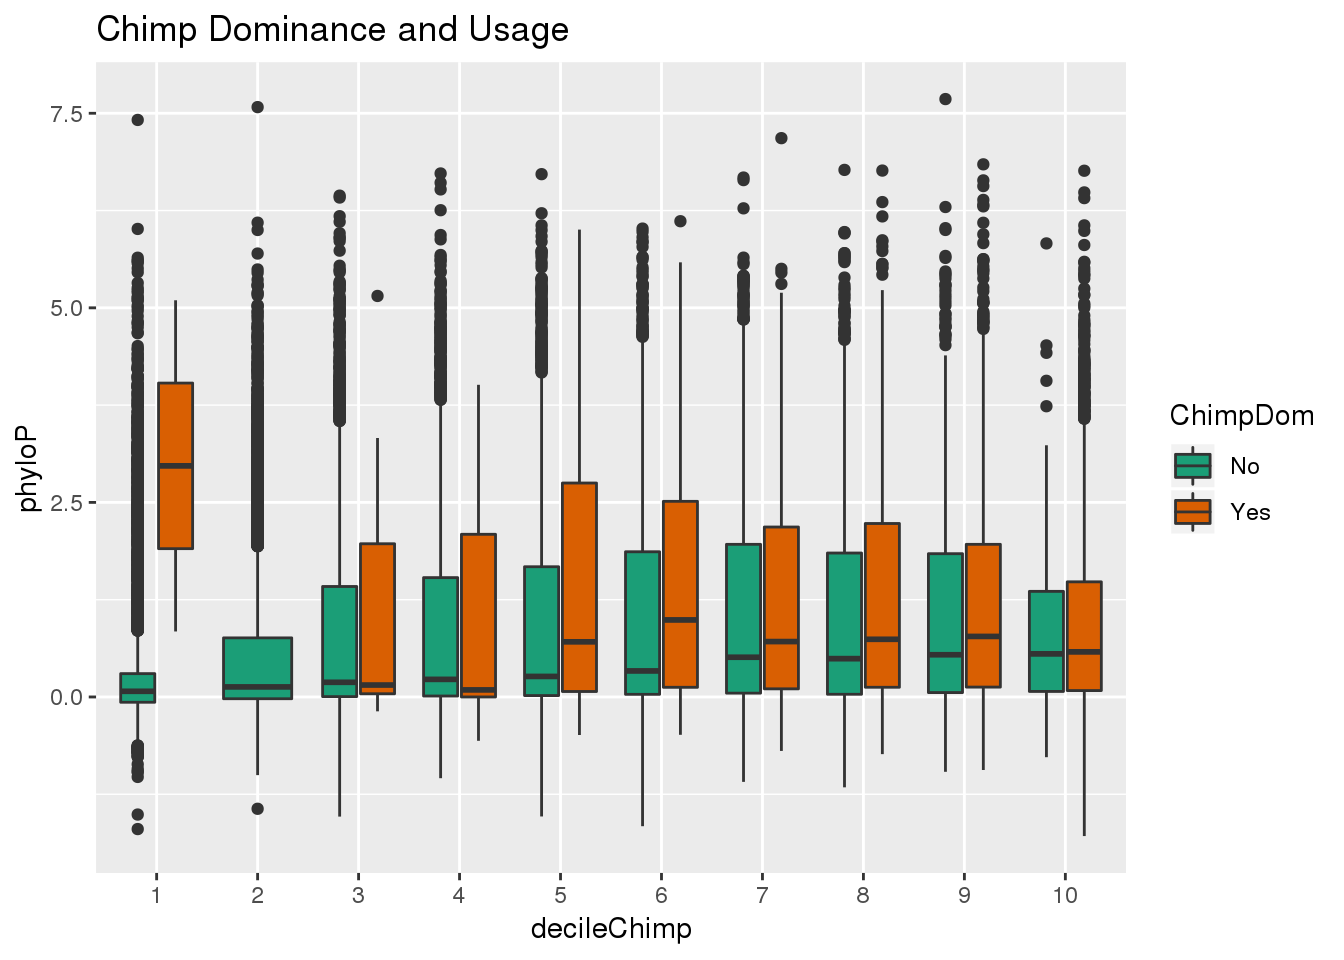 Chimp Dominance and Usage
7.5
5.0
2.5
0.0
phyloP
1 2 3 4 5 6 7 8 9 10
decileChimp
ChimpDom
No
Yes